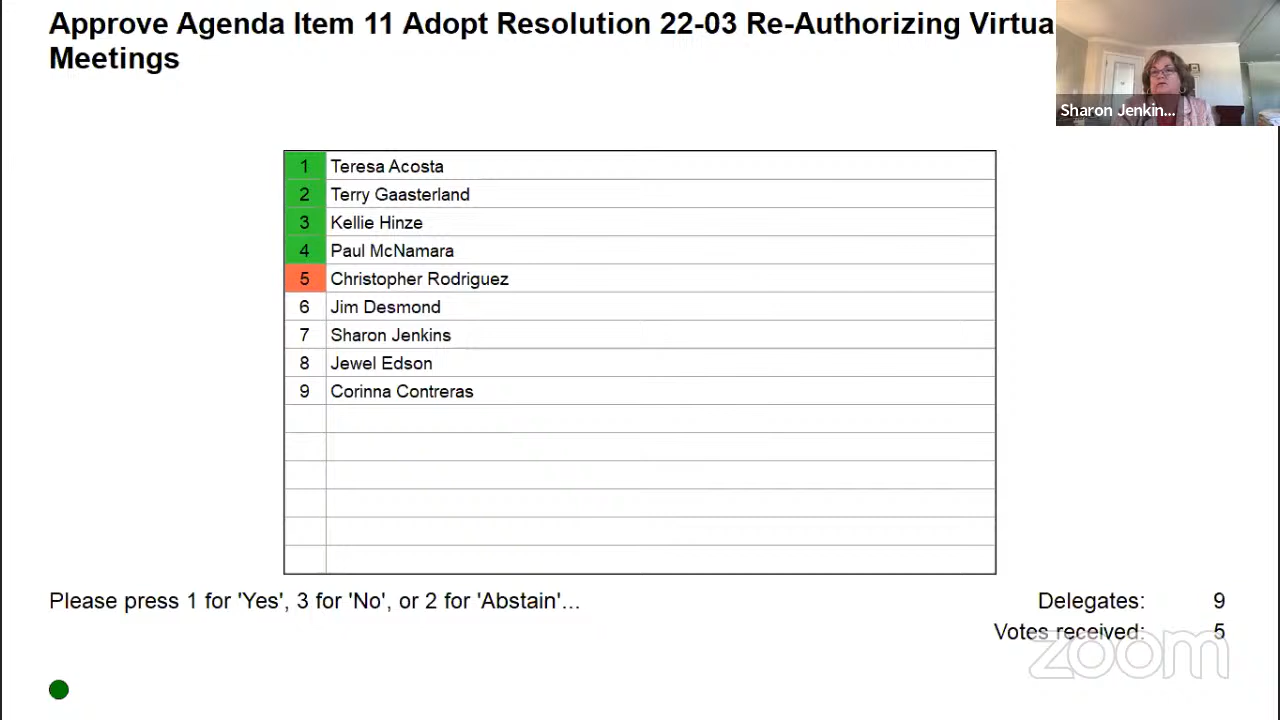 Approve Agenda Item 11 Adopt Resolution 22-03 Re-Authorizing Virtua
Meetings
Sharon Jenkin...
1 Teresa Acosta
2 Terry Gaasterland
3 Kellie Hinze
4 Paul McNamara
5 Christopher Rodriguez
6 Jim Desmond
7 Sharon Jenkins
8 Jewel Edson
9 Corinna Contreras
Please press 1 for 'Yes', 3 for 'No', or 2 for 'Abstain'...
Delegates: 9
Votes received: 5
zoom